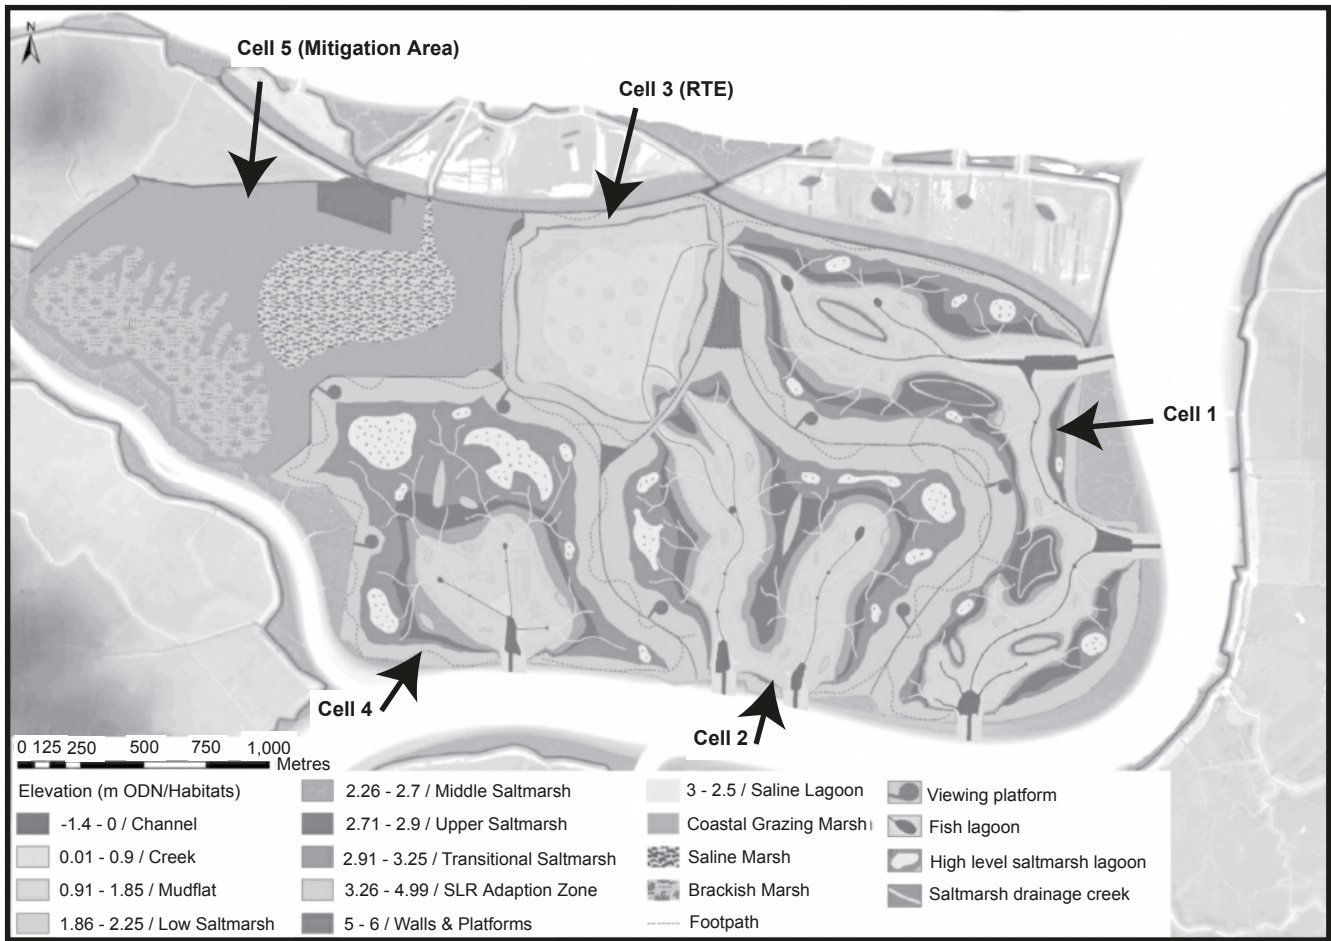 N
Cell 5 (Mitigation Area)
Cell 3 (RTE)
Cell 1
Cell 4
Cell 2
0 125 250 500 750 1,000
Metres
Elevation (m ODN/Habitats)
-1.4 - 0 / Channel
0.01 - 0.9 / Creek
0.91 - 1.85 / Mudflat
1.86 - 2.25 / Low Saltmarsh
2.26 - 2.7 / Middle Saltmarsh
2.71 - 2.9 / Upper Saltmarsh
2.91 - 3.25 / Transitional Saltmarsh
3.26 - 4.99 / SLR Adaption Zone
5 - 6 / Walls & Platforms
3 - 2.5 / Saline Lagoon
Coastal Grazing Marsh
Saline Marsh
Brackish Marsh
Footpath
Viewing platform
Fish lagoon
High level saltmarsh lagoon
Saltmarsh drainage creek